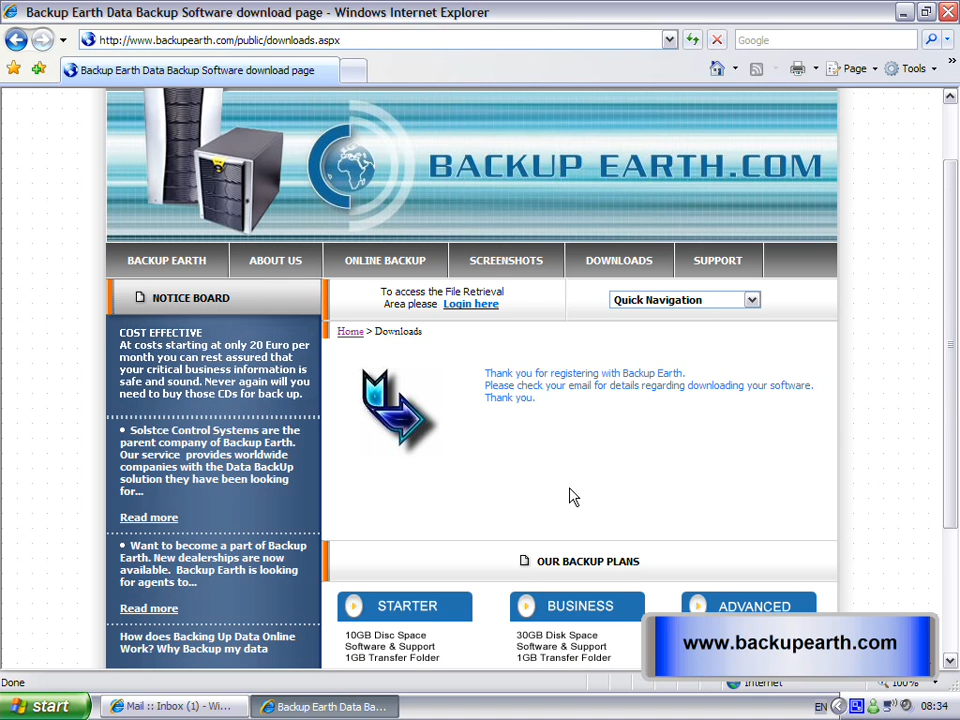 Backup Earth Data Backup Software download page - Windows Internet Explorer
http://www.backupearth.com/public/downloads.aspx
Google
Backup Earth Data Backup Software download page
Page
Tools
BACKUP EARTH.COM
BACKUP EARTH
ABOUT US
ONLINE BACKUP
SCREENSHOTS
DOWNLOADS
SUPPORT
NOTICE BOARD
To access the File Retrieval
Area please Login here
Quick Navigation
Home > Downloads
COST EFFECTIVE
At costs starting at only 20 Euro per
month you can rest assured that
your critical business information is
safe and sound. Never again will you
need to buy those CDs for back up.
• Solstce Control Systems are the
parent company of Backup Earth.
Our service provides worldwide
companies with the Data BackUp
solution they have been looking
for...
Read more
• Want to become a part of Backup
Earth. New dealerships are now
available. Backup Earth is looking
for agents to...
Read more
How does Backing Up Data Online
Work? Why Backup my data
Thank you for registering with Backup Earth.
Please check your email for details regarding downloading your software.
Thank you.
OUR BACKUP PLANS
STARTER
10GB Disc Space
Software & Support
1GB Transfer Folder
BUSINESS
30GB Disk Space
Software & Support
1GB Transfer Folder
ADVANCED
www.backupearth.com
Done
Internet
100%
start
Mail :: Inbox (1) - Wi...
Backup Earth Data Ba...
EN
08:34